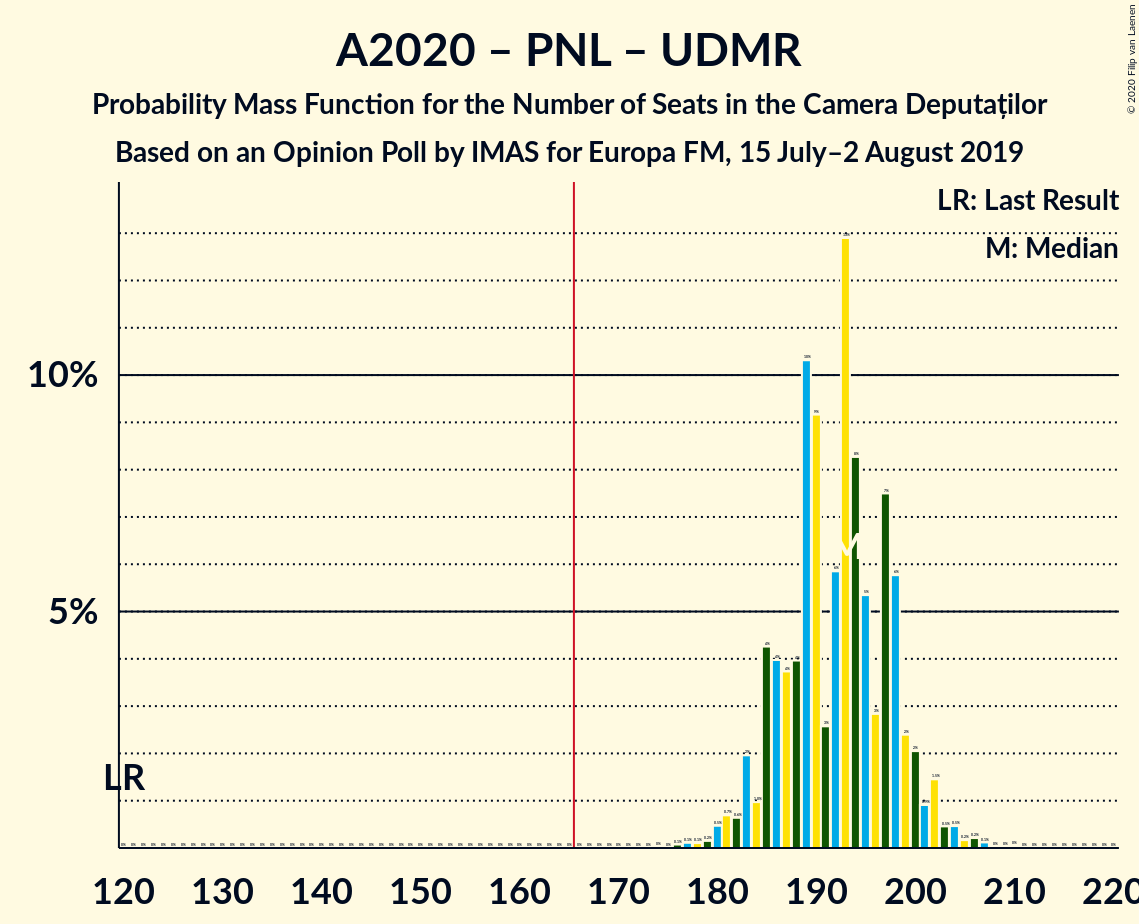 A2020 – PNL – UDMR
Probability Mass Function for the Number of Seats in the Camera Deputaților
Based on an Opinion Poll by IMAS for Europa FM, 15 July–2 August 2019
© 2020 Filip van Laenen
LR: Last Result
M: Median
10%
5%
LR
M
120 130 140 150 160 170 180 190 200 210 220